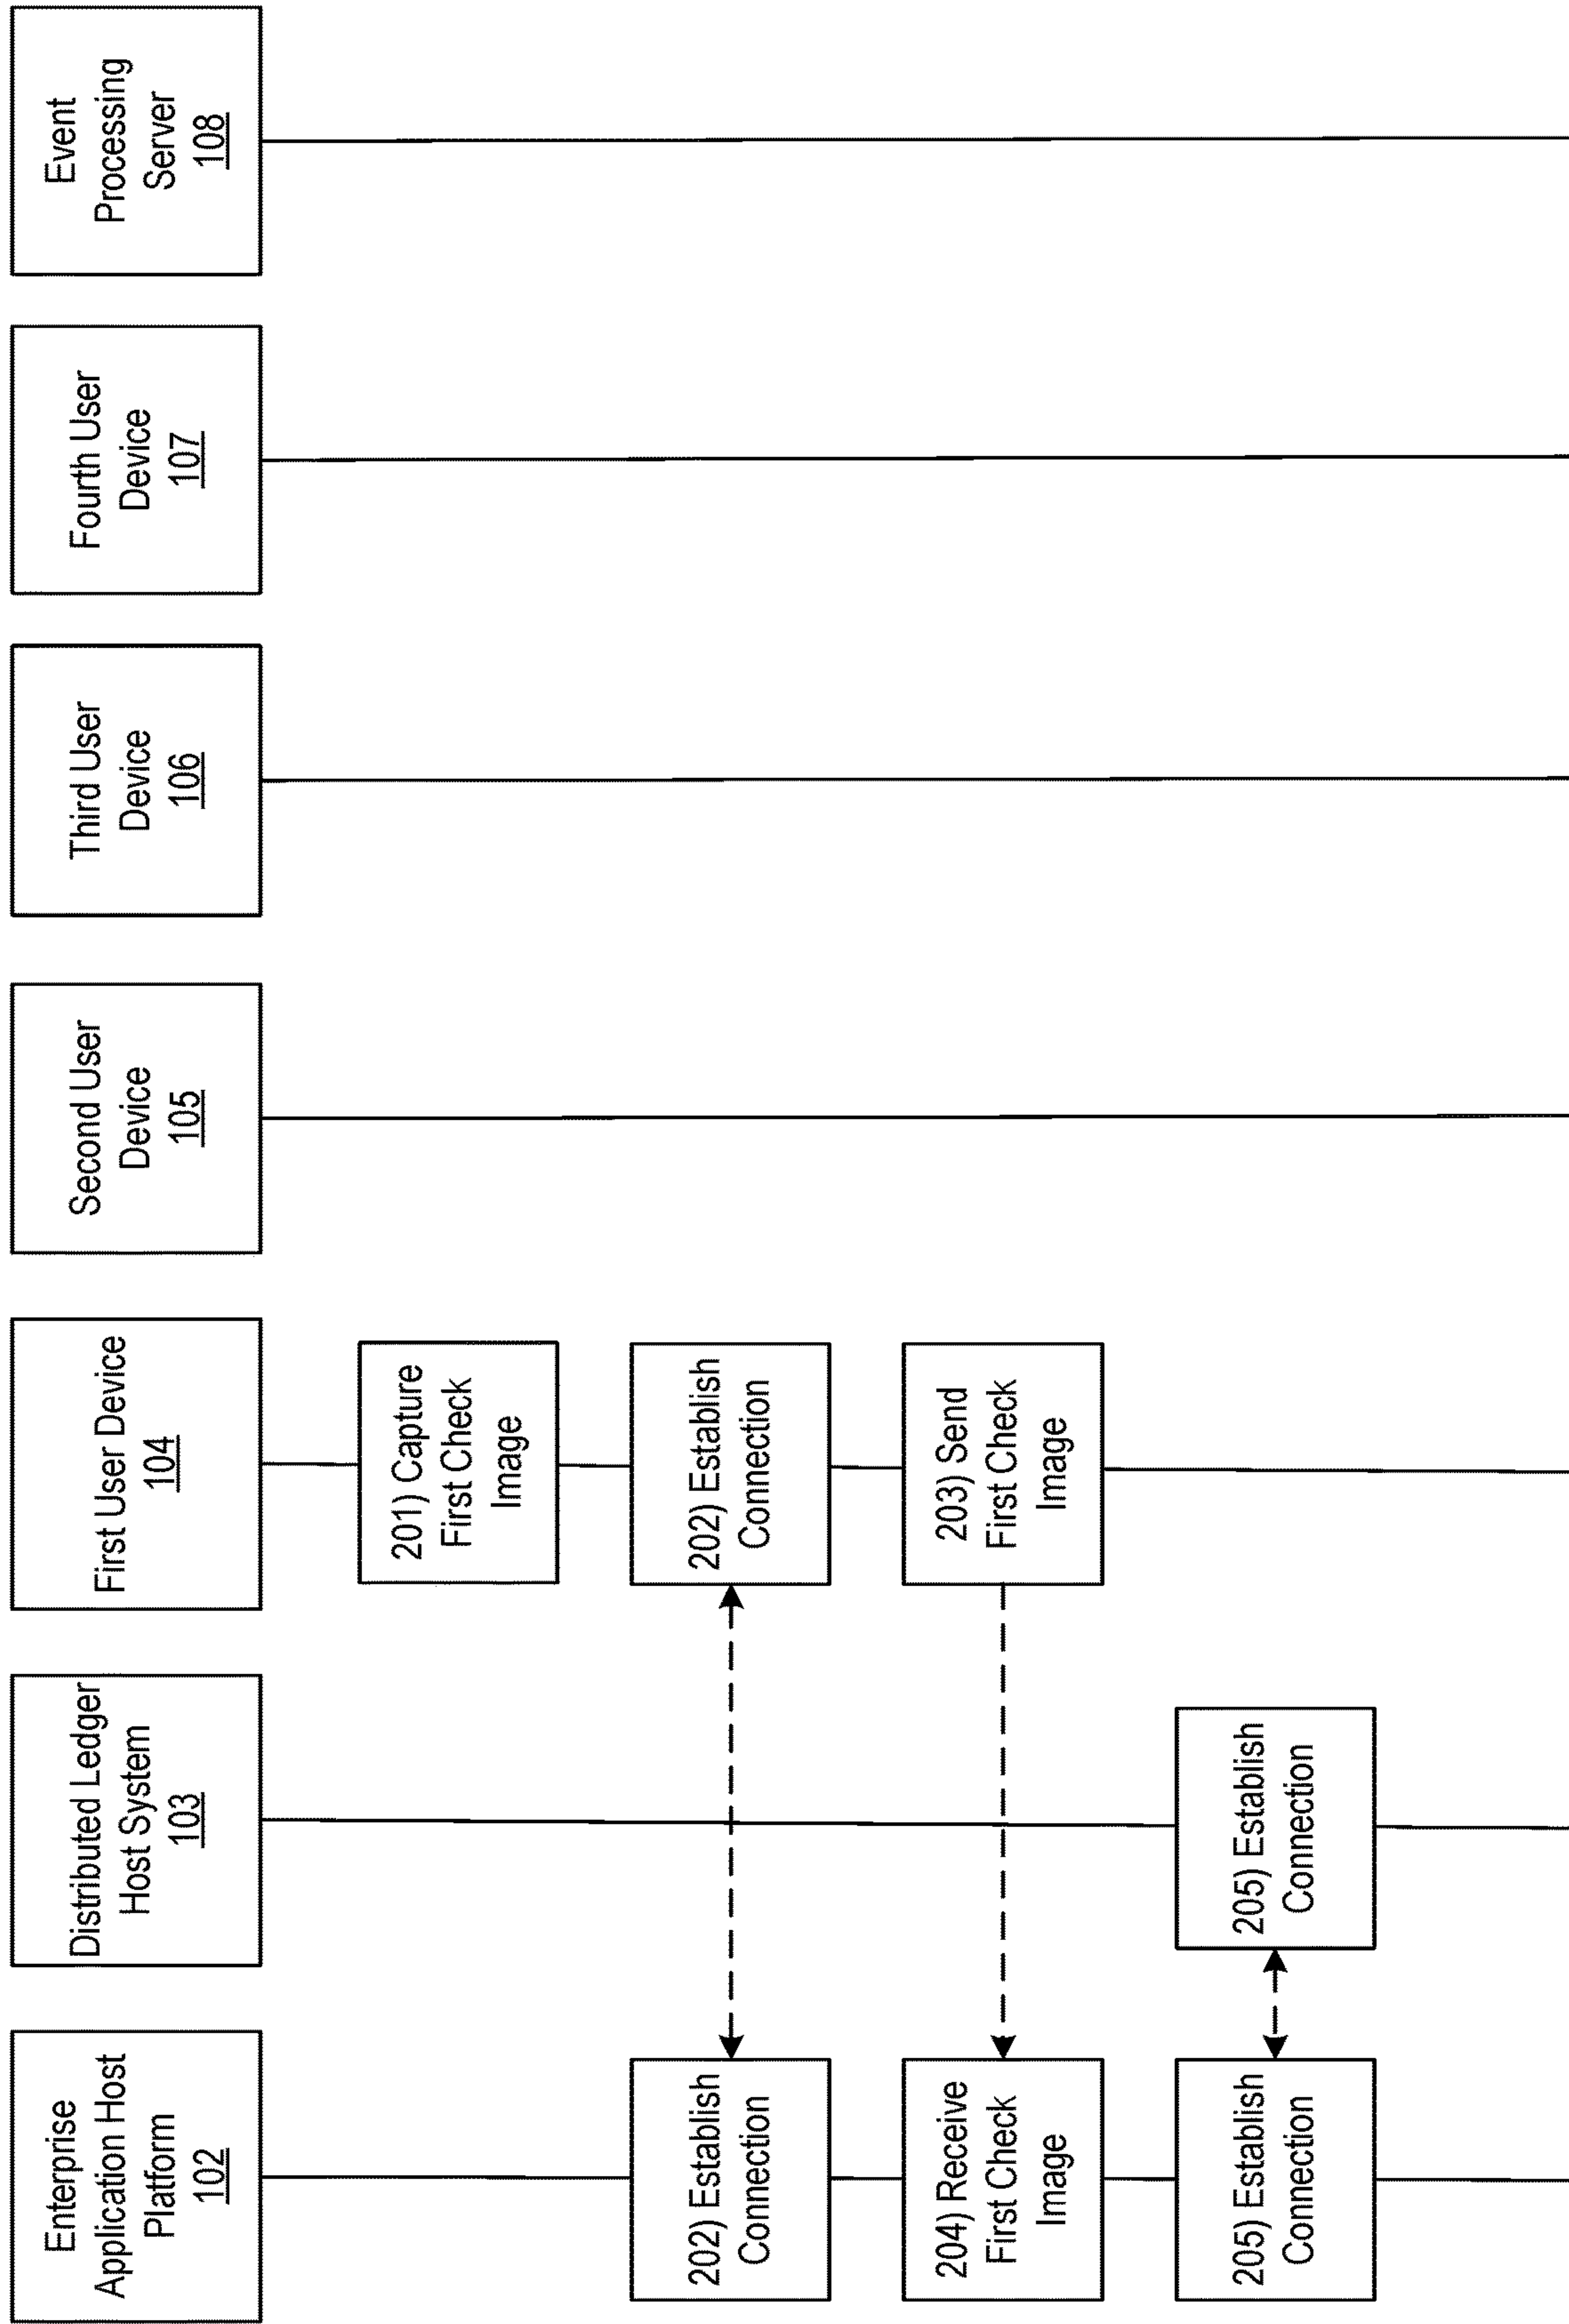 Enterprise
Application Host
Platform
102
Distributed Ledger
Host System
103
First User Device
104
Second User
Device
105
Third User
Device
106
Fourth User
Device
107
Event
Processing
Server
108
201) Capture
First Check
Image
202) Establish
Connection
202) Establish
Connection
204) Receive
First Check
Image
203) Send
First Check
Image
205) Establish
Connection
205) Establish
Connection